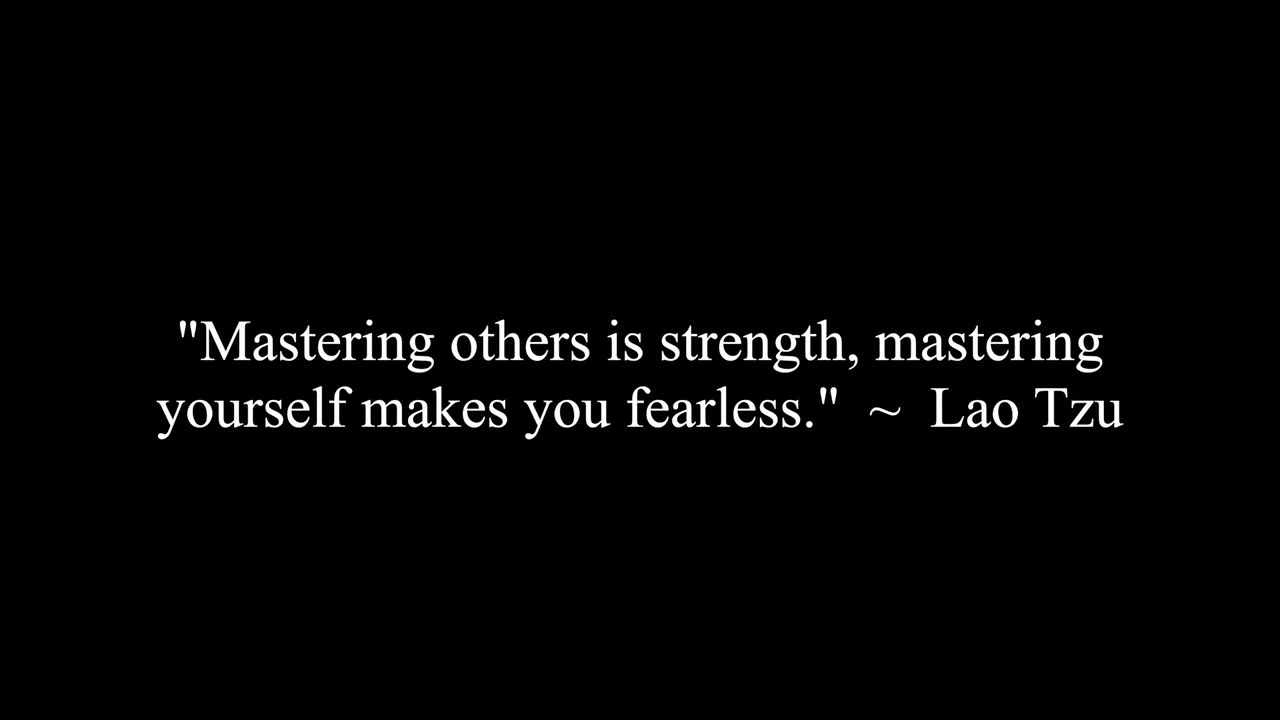 "Mastering others is strength, mastering
yourself makes you fearless."  ~  Lao Tzu